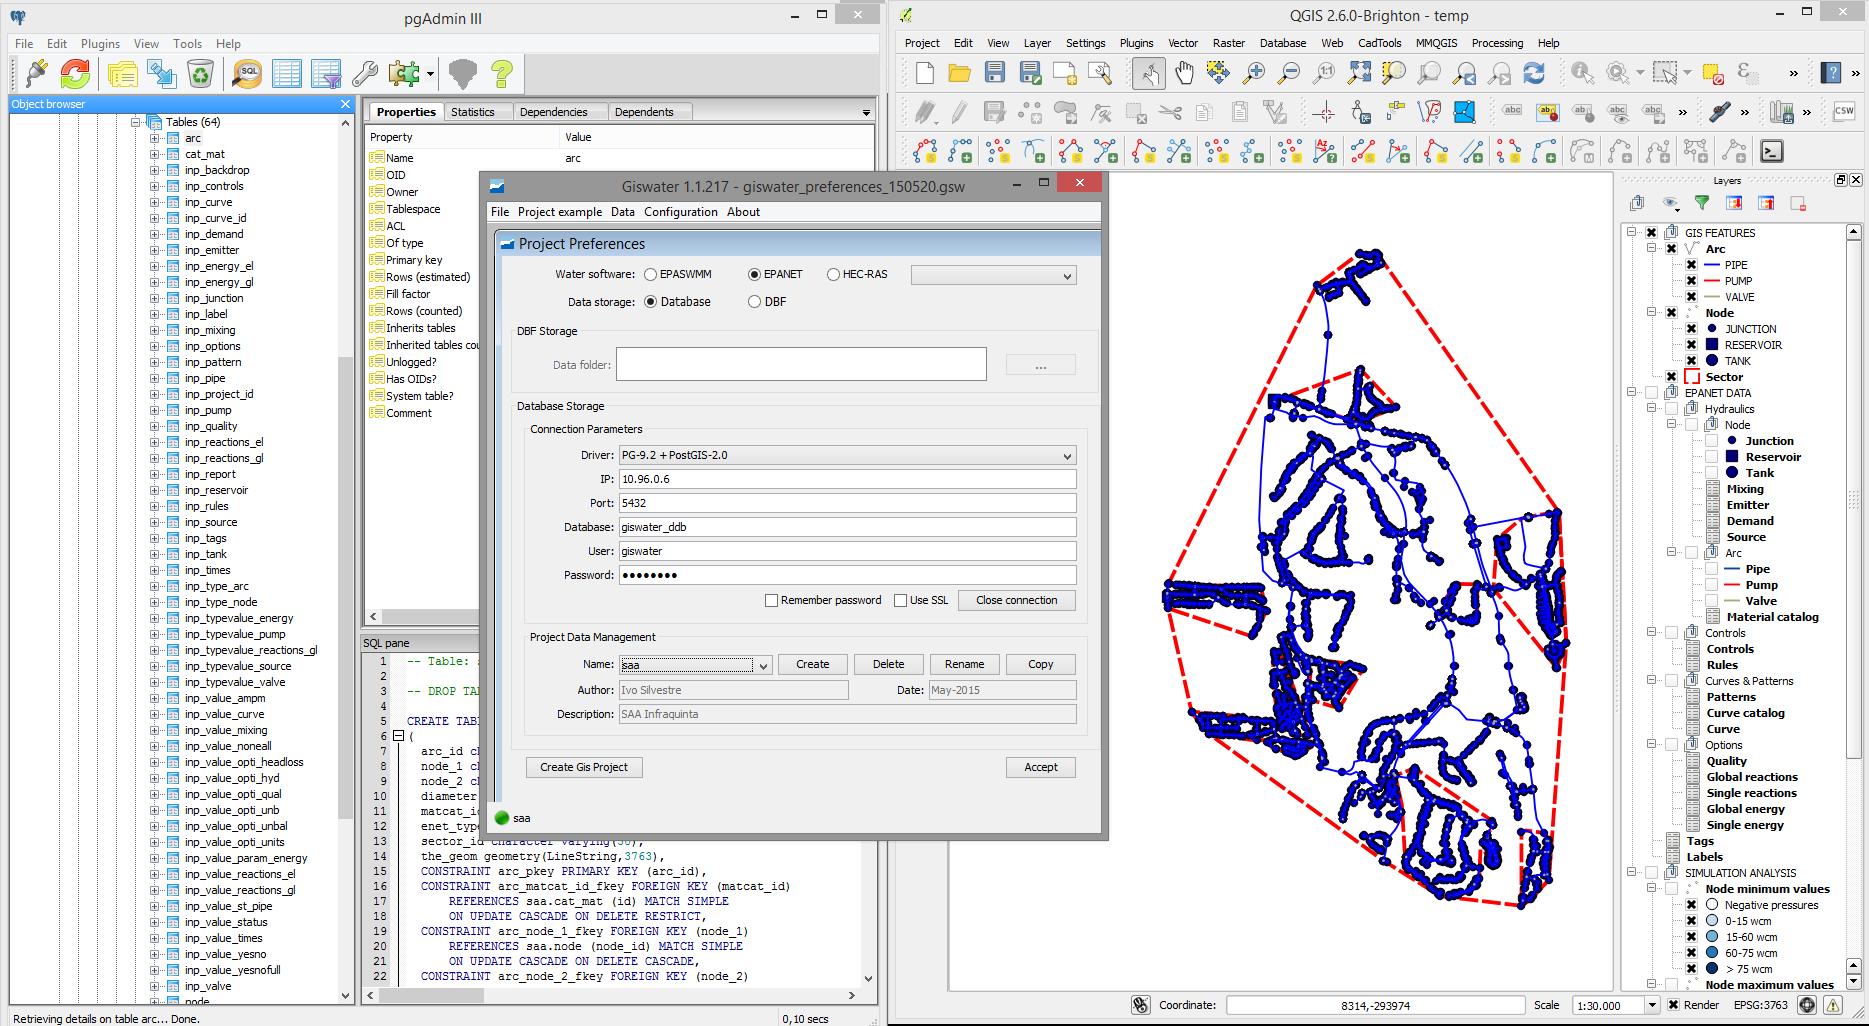 pgAdmin III
File Edit Plugins View Tools Help
SQL
Object browser
Tables (64)
arc
cat_mat
inp_backdrop
inp_controls
inp_curve
inp_curve_id
inp_demand
inp_emitter
inp_energy_el
inp_energy_gl
inp_junction
inp_label
inp_mixing
inp_options
inp_pattern
inp_pipe
inp_project_id
inp_pump
inp_quality
inp_reactions_el
inp_reactions_gl
inp_report
inp_reservoir
inp_rules
inp_source
inp_tags
inp_tank
inp_times
inp_type_arc
inp_type_node
inp_typevalue_energy
inp_typevalue_pump
inp_typevalue_reactions_gl
inp_typevalue_source
inp_typevalue_valve
inp_value_ampm
inp_value_curve
inp_value_mixing
inp_value_noneall
inp_value_opti_headloss
inp_value_opti_hyd
inp_value_opti_qual
inp_value_opti_unb
inp_value_opti_unbal
inp_value_opti_units
inp_value_param_energy
inp_value_reactions_el
inp_value_reactions_gl
inp_value_st_pipe
inp_value_status
inp_value_times
inp_value_yesno
inp_value_yesnofull
inp_valve
node
Properties Statistics Dependencies Dependents
Property Value
Name arc
OID
Owner
Tablespace
ACL
Of type
Primary key
Rows (estimated)
Fill factor
Rows (counted)
Inherits tables
Inherited tables cou
Unlogged?
Has OIDs?
System table?
Comment
SQL pane
1 -- Table: s
2
3 -- DROP TAB
4
5 CREATE TABL
6 (
7 arc_id ch
8 node_1 ch
9 node_2 ch
10 diameter
11 matcat_id
12 enet_type
13 sector_id character varying(50),
14 the_geom geometry(LineString,3763),
15 CONSTRAINT arc_pkey PRIMARY KEY (arc_id),
16 CONSTRAINT arc_matcat_id_fkey FOREIGN KEY (matcat_id)
17 REFERENCES saa.cat_mat (id) MATCH SIMPLE
18 ON UPDATE CASCADE ON DELETE RESTRICT,
19 CONSTRAINT arc_node_1_fkey FOREIGN KEY (node_1)
20 REFERENCES saa.node (node_id) MATCH SIMPLE
21 ON UPDATE CASCADE ON DELETE CASCADE,
22 CONSTRAINT arc_node_2_fkey FOREIGN KEY (node_2)
Retrieving details on table arc... Done. 0,10 secs
Giswater 1.1.217 - giswater_preferences_150520.gsw
File Project example Data Configuration About
Project Preferences
Water software: EPASWMM EPANET HEC-RAS
Data storage: Database DBF
DBF Storage
Data folder: ...
Database Storage
Connection Parameters
Driver: PG-9.2 + PostGIS-2.0
IP: 10.96.0.6
Port: 5432
Database: giswater_ddb
User: giswater
Password: ●●●●●●●●
Remember password Use SSL Close connection
Project Data Management
Name: saa Create Delete Rename Copy
Author: Ivo Silvestre Date: May-2015
Description: SAA Infraquinta
Create Gis Project Accept
saa
QGIS 2.6.0-Brighton - temp
Project Edit View Layer Settings Plugins Vector Raster Database Web CadTools MMQGIS Processing Help
1:1
abc ab abc abc abc CSW
Layers
GIS FEATURES
Arc
PIPE
PUMP
VALVE
Node
JUNCTION
RESERVOIR
TANK
Sector
EPANET DATA
Hydraulics
Node
Junction
Reservoir
Tank
Mixing
Emitter
Demand
Source
Arc
Pipe
Pump
Valve
Material catalog
Controls
Controls
Rules
Curves & Patterns
Patterns
Curve catalog
Curve
Options
Quality
Global reactions
Single reactions
Global energy
Single energy
Tags
Labels
SIMULATION ANALYSIS
Node minimum values
Negative pressures
0-15 wcm
15-60 wcm
60-75 wcm
> 75 wcm
Node maximum values
Coordinate: 8314,-293974 Scale 1:30.000 Render EPSG:3763